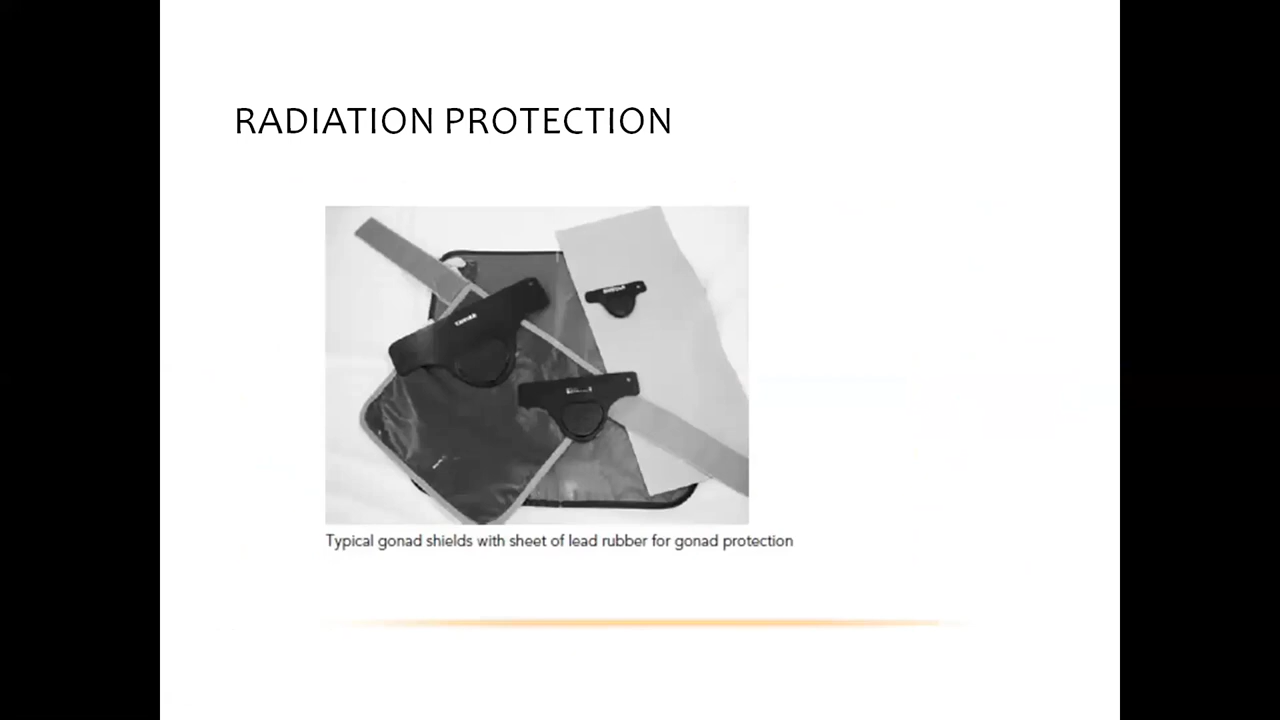 RADIATION PROTECTION
Typical gonad shields with sheet of lead rubber for gonad protection